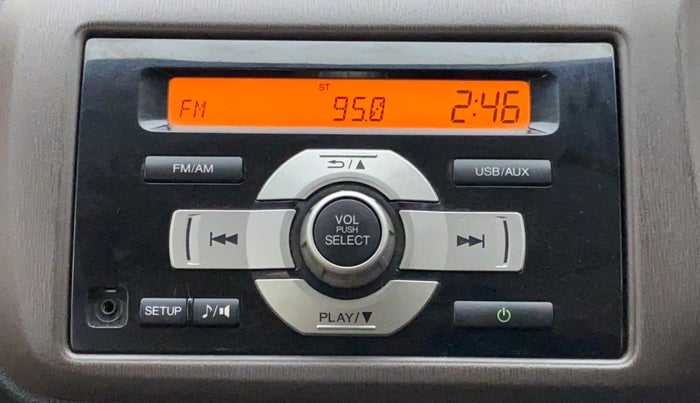 ST
FM 95.0 2:46
FM/AM
/▲
USB/AUX
VOL
PUSH
SELECT
SETUP
♪/
PLAY/▼